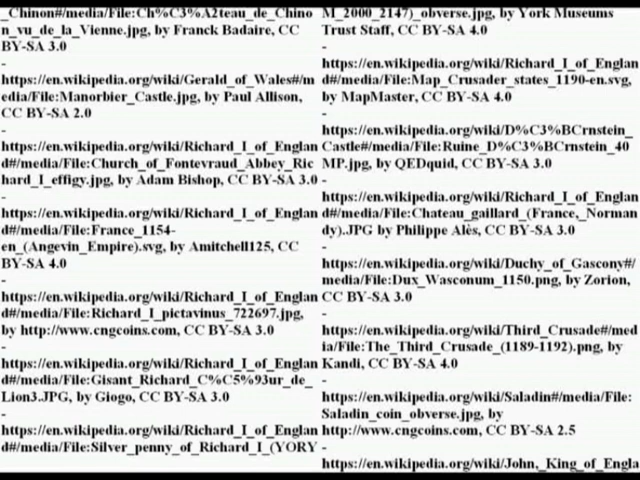 _Chinon#/media/File:Ch%C3%A2teau_de_Chino
n_vu_de_la_Vienne.jpg, by Franck Badaire, CC
BY-SA 3.0
-
https://en.wikipedia.org/wiki/Gerald_of_Wales#/m
edia/File:Manorbier_Castle.jpg, by Paul Allison,
CC BY-SA 2.0
-
https://en.wikipedia.org/wiki/Richard_I_of_Englan
d#/media/File:Church_of_Fontevraud_Abbey_Ric
hard_I_effigy.jpg, by Adam Bishop, CC BY-SA 3.0
-
https://en.wikipedia.org/wiki/Richard_I_of_Englan
d#/media/File:France_1154-
en_(Angevin_Empire).svg, by Amitchell125, CC
BY-SA 4.0
-
https://en.wikipedia.org/wiki/Richard_I_of_Englan
d#/media/File:Richard_I_pictavinus_722697.jpg,
by http://www.cngcoins.com, CC BY-SA 3.0
-
https://en.wikipedia.org/wiki/Richard_I_of_Englan
d#/media/File:Gisant_Richard_C%C5%93ur_de_
Lion3.JPG, by Giogo, CC BY-SA 3.0
-
https://en.wikipedia.org/wiki/Richard_I_of_Englan
d#/media/File:Silver_penny_of_Richard_I_(YORY
M_2000_2147)_obverse.jpg, by York Museums
Trust Staff, CC BY-SA 4.0
-
https://en.wikipedia.org/wiki/Richard_I_of_Englan
d#/media/File:Map_Crusader_states_1190-en.svg,
by MapMaster, CC BY-SA 4.0
-
https://en.wikipedia.org/wiki/D%C3%BCrnstein_
Castle#/media/File:Ruine_D%C3%BCrnstein_40
MP.jpg, by QEDquid, CC BY-SA 3.0
-
https://en.wikipedia.org/wiki/Richard_I_of_Englan
d#/media/File:Chateau_gaillard_(France,_Norman
dy).JPG by Philippe Alès, CC BY-SA 3.0
-
https://en.wikipedia.org/wiki/Duchy_of_Gascony#/
media/File:Dux_Wasconum_1150.png, by Zorion,
CC BY-SA 3.0
-
https://en.wikipedia.org/wiki/Third_Crusade#/med
ia/File:The_Third_Crusade_(1189-1192).png, by
Kandi, CC BY-SA 4.0
-
https://en.wikipedia.org/wiki/Saladin#/media/File:
Saladin_coin_obverse.jpg, by
http://www.cngcoins.com, CC BY-SA 2.5
-
https://en.wikipedia.org/wiki/John,_King_of_Engla